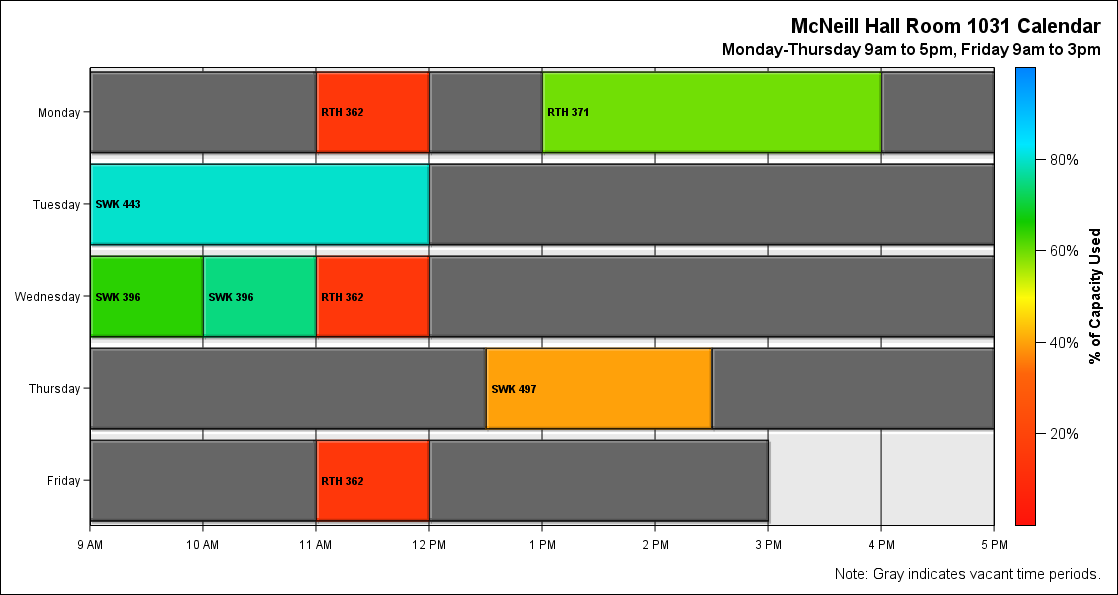 McNeill Hall Room 1031 Calendar
Monday-Thursday 9am to 5pm, Friday 9am to 3pm
Monday
RTH 362
RTH 371
Tuesday
SWK 443
Wednesday
SWK 396
SWK 396
RTH 362
Thursday
SWK 497
Friday
RTH 362
9 AM
10 AM
11 AM
12 PM
1 PM
2 PM
3 PM
4 PM
5 PM
80%
60%
40%
20%
% of Capacity Used
Note: Gray indicates vacant time periods.